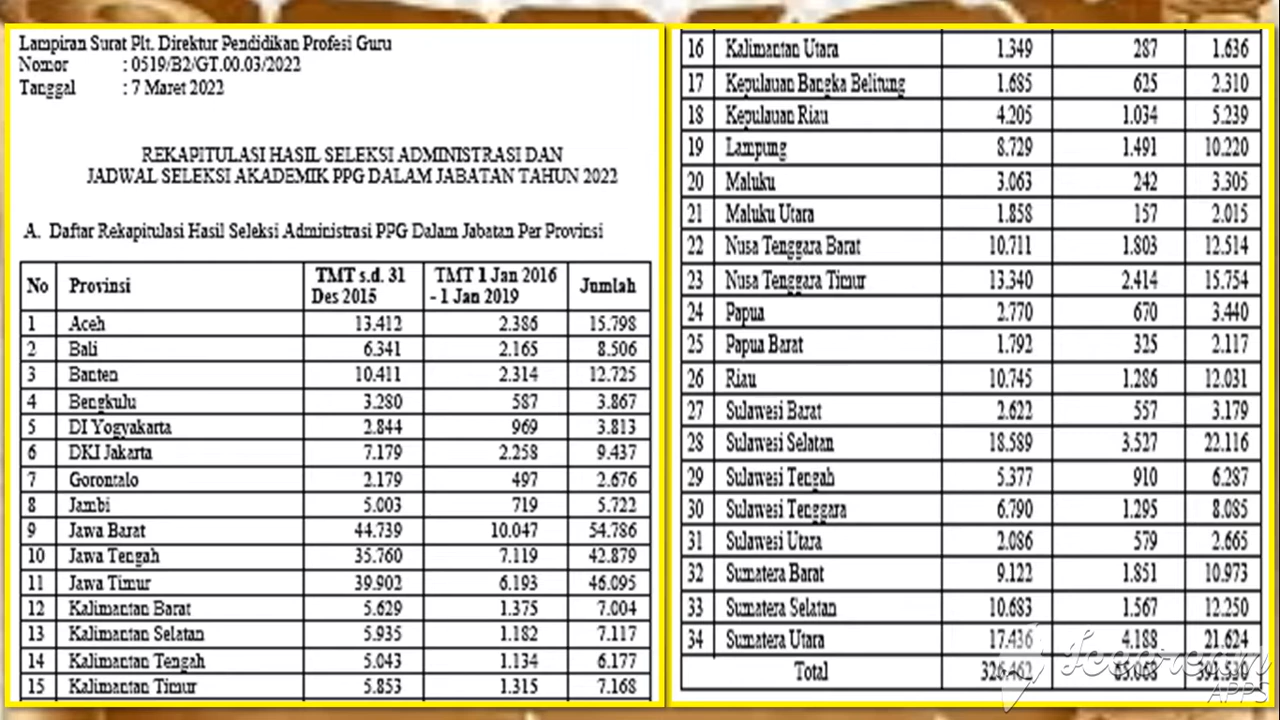 Lampiran Surat Plt. Direktur Pendidikan Profesi Guru
Nomor : 0519/B2/GT.00.03/2022
Tanggal : 7 Maret 2022
REKAPITULASI HASIL SELEKSI ADMINISTRASI DAN
JADWAL SELEKSI AKADEMIK PPG DALAM JABATAN TAHUN 2022
A. Daftar Rekapitulasi Hasil Seleksi Administrasi PPG Dalam Jabatan Per Provinsi
No Provinsi TMT s.d. 31 Des 2015 TMT 1 Jan 2016 - 1 Jan 2019 Jumlah
1 Aceh 13.412 2.386 15.798
2 Bali 6.341 2.165 8.506
3 Banten 10.411 2.314 12.725
4 Bengkulu 3.280 587 3.867
5 DI Yogyakarta 2.844 969 3.813
6 DKI Jakarta 7.179 2.258 9.437
7 Gorontalo 2.179 497 2.676
8 Jambi 5.003 719 5.722
9 Jawa Barat 44.739 10.047 54.786
10 Jawa Tengah 35.760 7.119 42.879
11 Jawa Timur 39.902 6.193 46.095
12 Kalimantan Barat 5.629 1.375 7.004
13 Kalimantan Selatan 5.935 1.182 7.117
14 Kalimantan Tengah 5.043 1.134 6.177
15 Kalimantan Timur 5.853 1.315 7.168
16 Kalimantan Utara 1.349 287 1.636
17 Kepulauan Bangka Belitung 1.685 625 2.310
18 Kepulauan Riau 4.205 1.034 5.239
19 Lampung 8.729 1.491 10.220
20 Maluku 3.063 242 3.305
21 Maluku Utara 1.858 157 2.015
22 Nusa Tenggara Barat 10.711 1.803 12.514
23 Nusa Tenggara Timur 13.340 2.414 15.754
24 Papua 2.770 670 3.440
25 Papua Barat 1.792 325 2.117
26 Riau 10.745 1.286 12.031
27 Sulawesi Barat 2.622 557 3.179
28 Sulawesi Selatan 18.589 3.527 22.116
29 Sulawesi Tengah 5.377 910 6.287
30 Sulawesi Tenggara 6.790 1.295 8.085
31 Sulawesi Utara 2.086 579 2.665
32 Sumatera Barat 9.122 1.851 10.973
33 Sumatera Selatan 10.683 1.567 12.250
34 Sumatera Utara 17.436 4.188 21.624
Total 326.462 65.068 391.530
Icecream
APPS